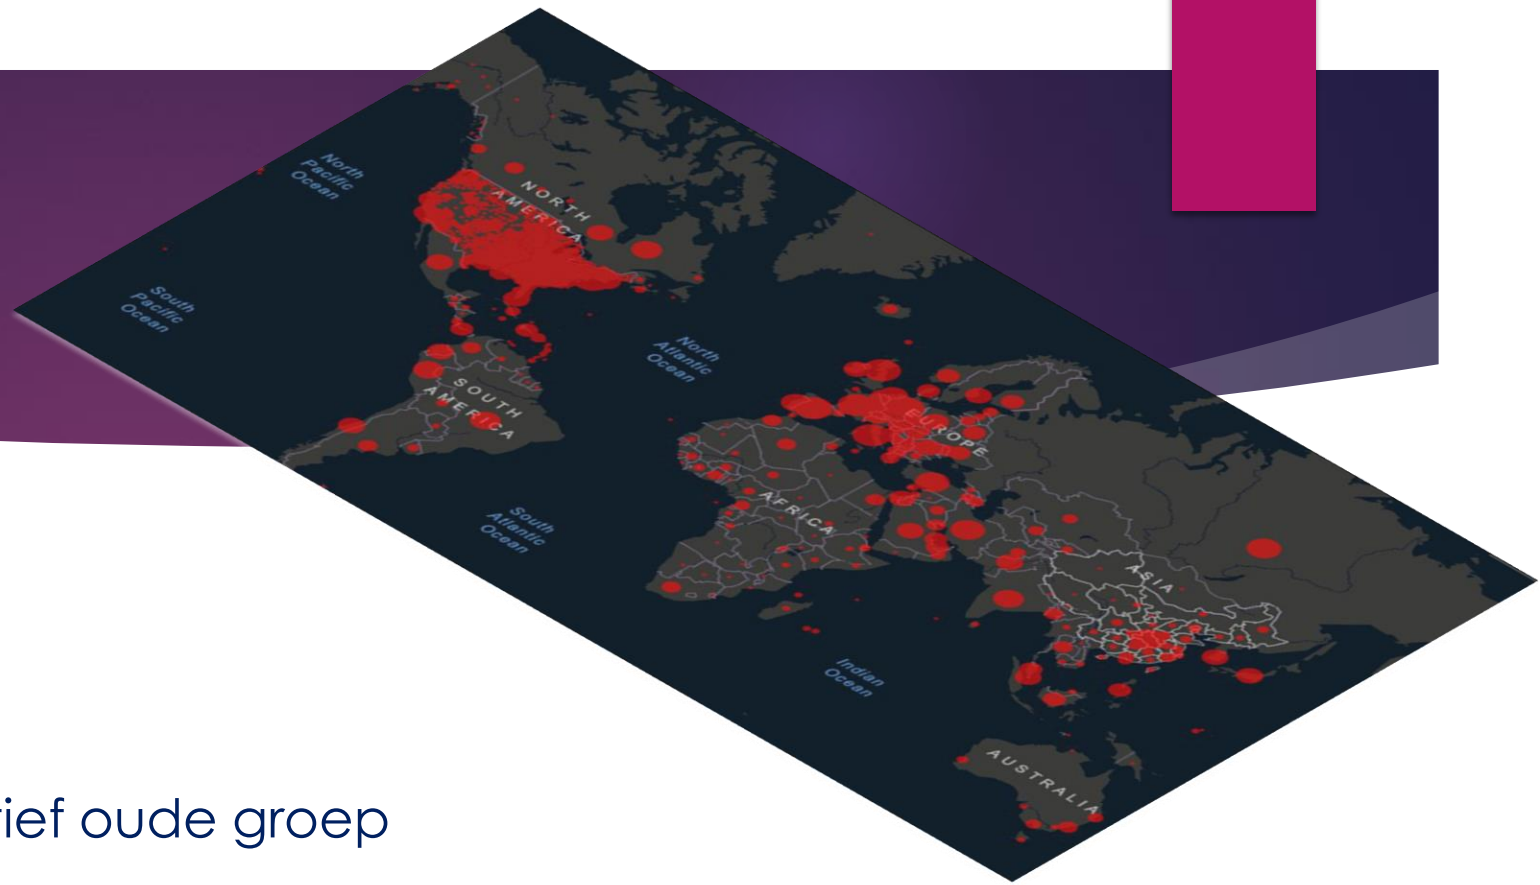 North
Pacific
Ocean
NORTH
AMERICA
South
Pacific
Ocean
North
Atlantic
Ocean
SOUTH
AMERICA
EUROPE
AFRICA
South
Atlantic
Ocean
ASIA
Indian
Ocean
AUSTRALIA
oude groep